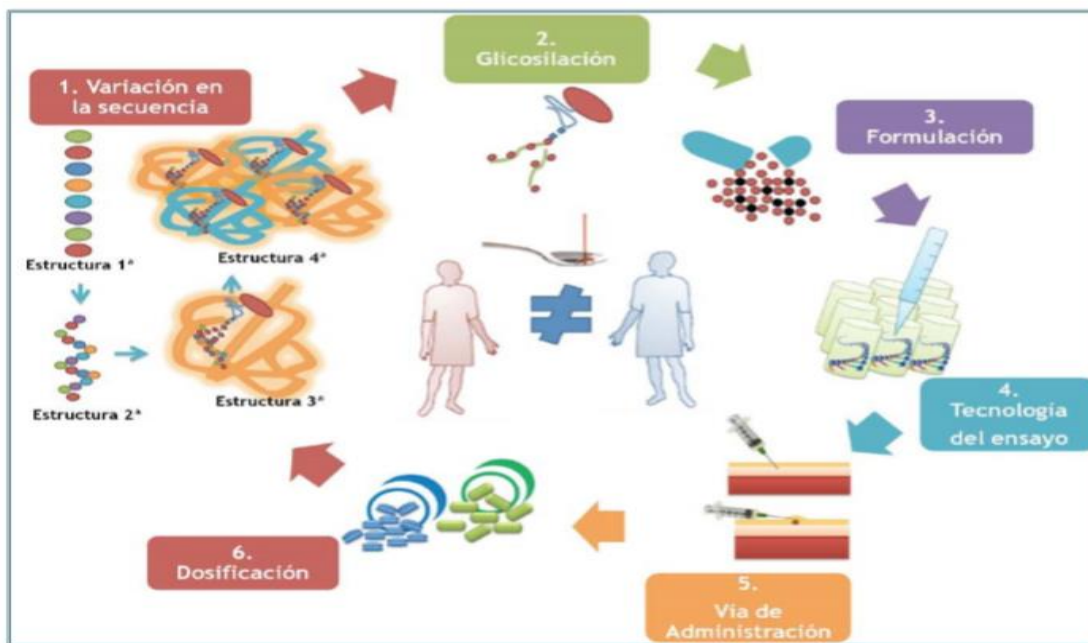 1. Variación en
la secuencia
2.
Glicosilación
3.
Formulación
Estructura 1ª
Estructura 4ª
Estructura 2ª
Estructura 3ª
4.
Tecnología
del ensayo
5.
Vía de
Administración
6.
Dosificación